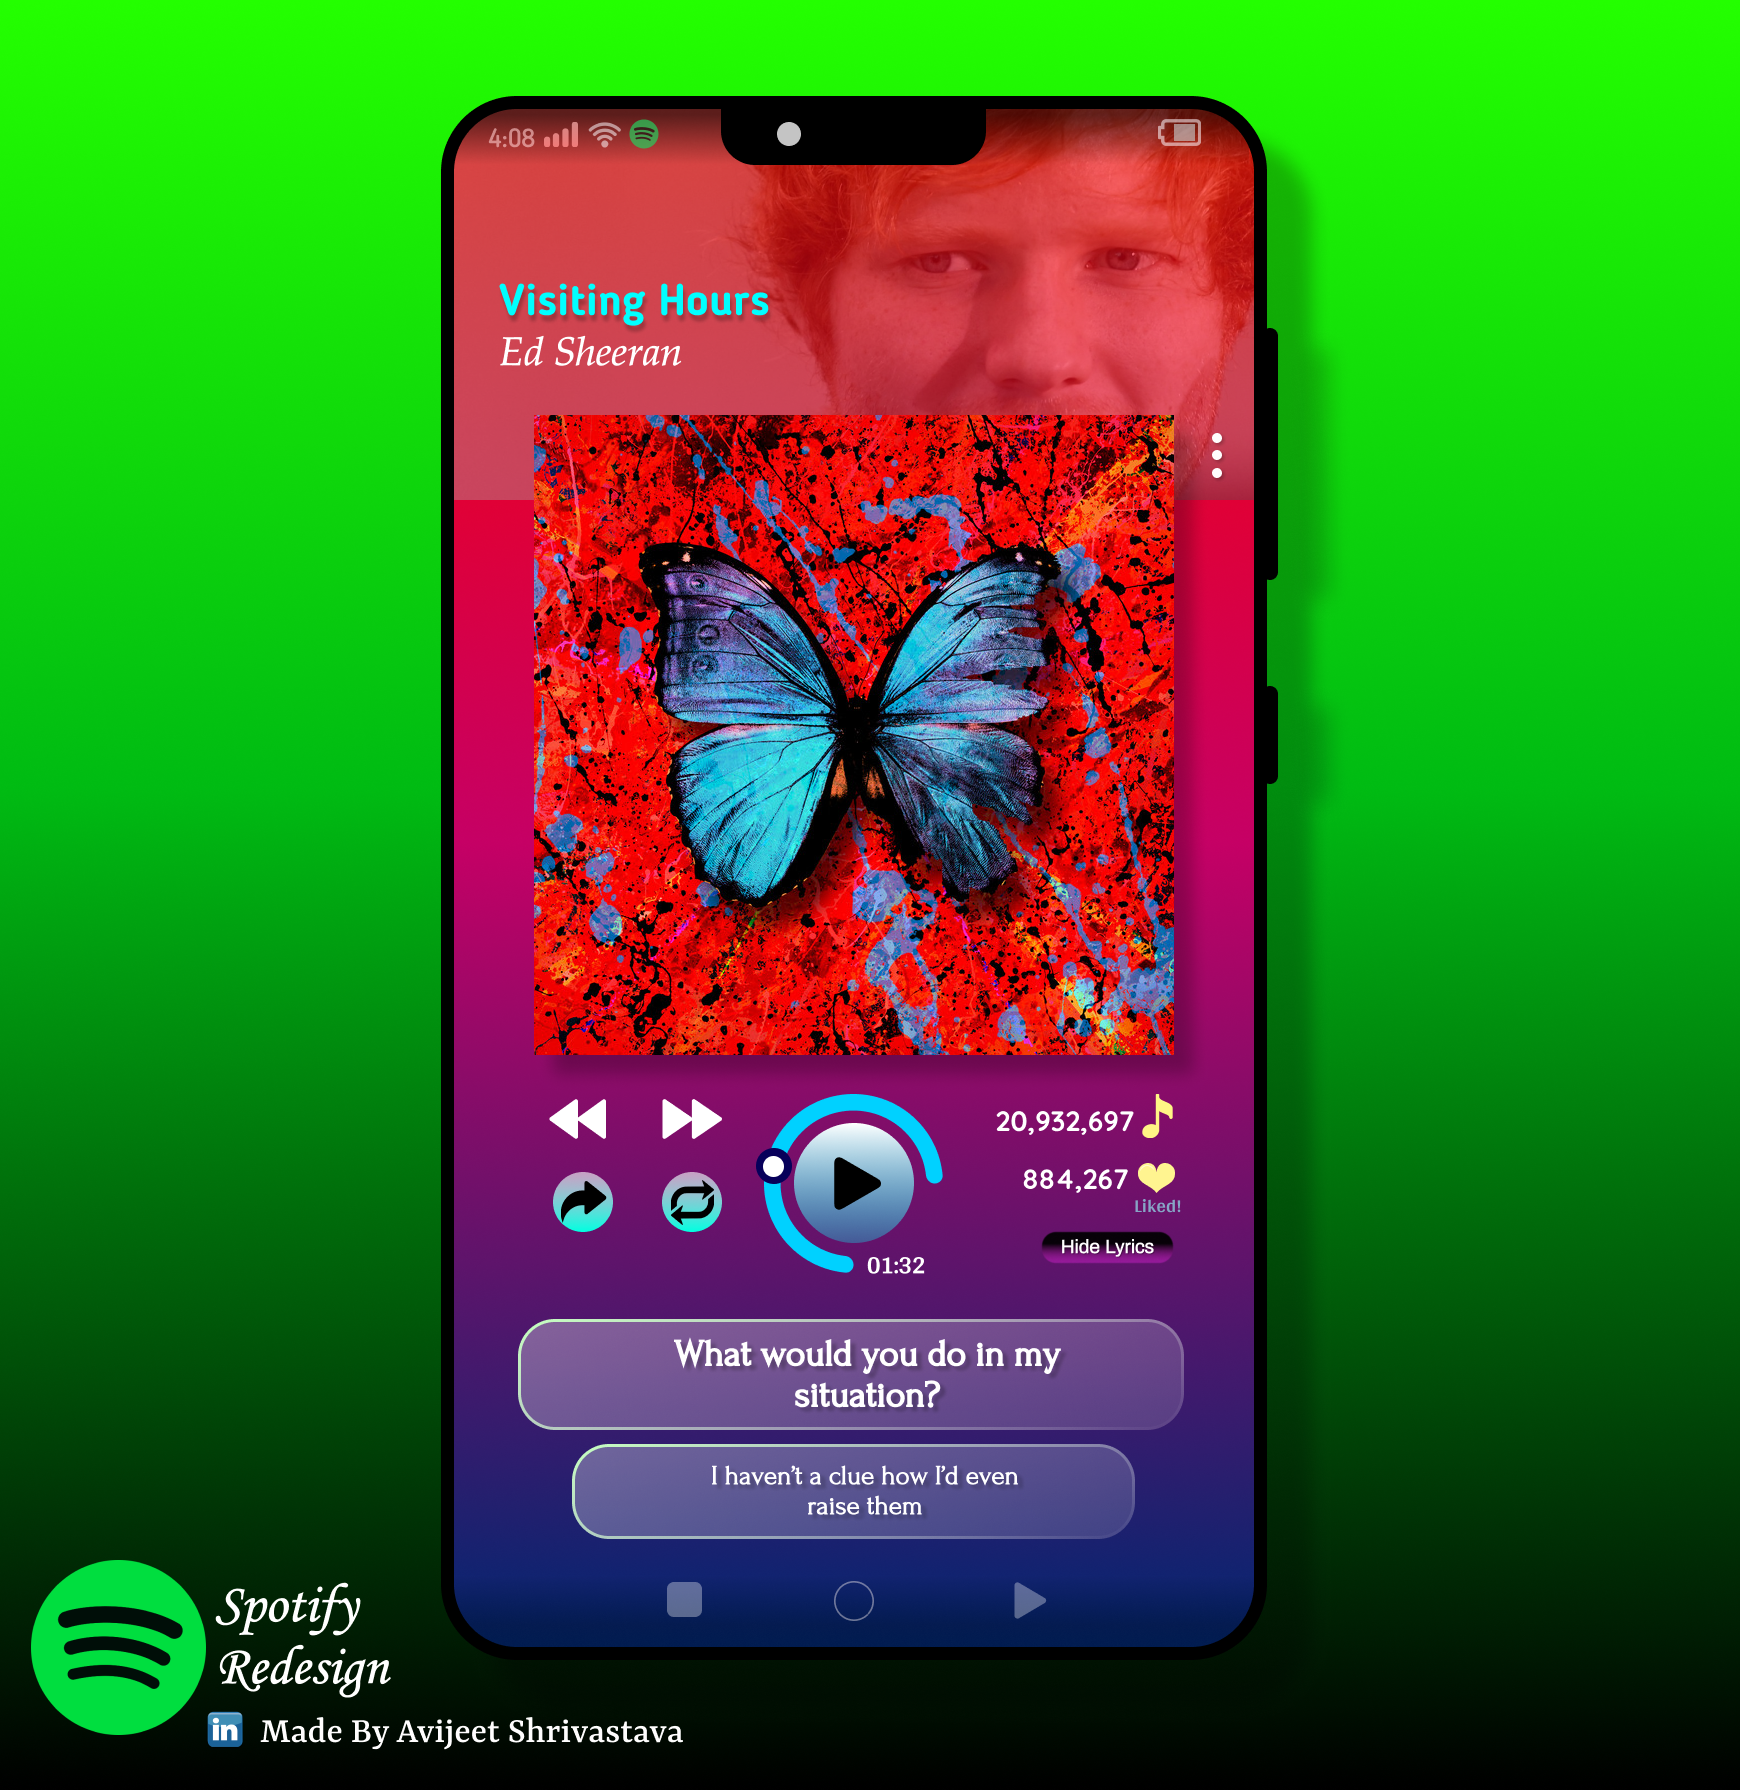 4:08
Visiting Hours
Ed Sheeran
20,932,697
884,267
Liked!
Hide Lyrics
01:32
What would you do in my
situation?
I haven't a clue how I'd even
raise them
Spotify
Redesign
in Made By Avijeet Shrivastava